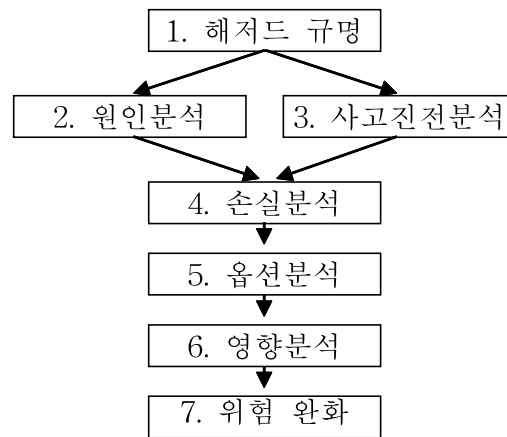 1. 해저드 규명
2. 원인분석
3. 사고진전분석
4. 손실분석
5. 옵션분석
6. 영향분석
7. 위험 완화